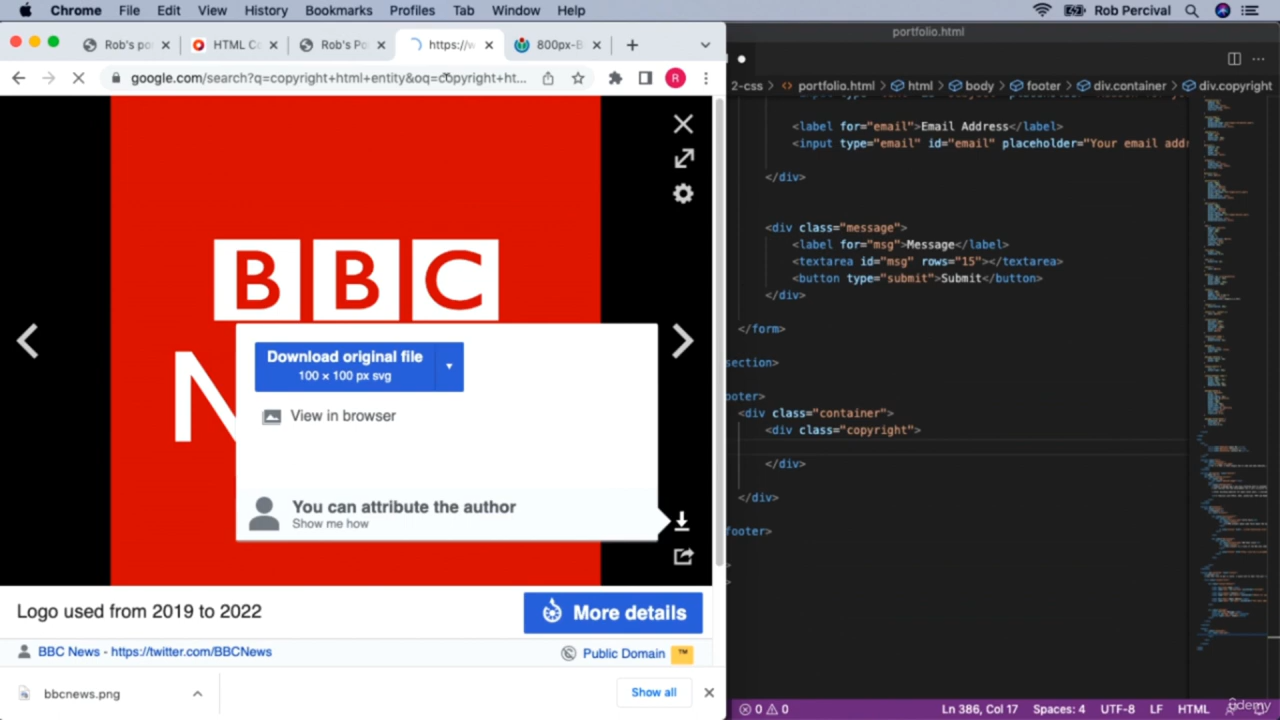 Chrome File Edit View History Bookmarks Profiles Tab Window Help Rob Percival
Rob's po
HTML Co
Rob's Po
https://w
800px-B
google.com/search?q=copyright+html+entity&oq=copyright+ht...
R
BBC
N
Download original file
100 × 100 px svg
View in browser
You can attribute the author
Show me how
Logo used from 2019 to 2022
More details
BBC News - https://twitter.com/BBCNews
Public Domain
™
bbcnews.png
Show all
portfolio.html
2-css > portfolio.html > html > body > footer > div.container > div.copyright
<label for="email">Email Address</label>
<input type="email" id="email" placeholder="Your email addr
</div>
<div class="message">
<label for="msg">Message</label>
<textarea id="msg" rows="15"></textarea>
<button type="submit">Submit</button>
</div>
</form>
section>
ooter>
<div class="container">
<div class="copyright">
</div>
</div>
footer>
>
>
0 0 Ln 386, Col 17 Spaces: 4 UTF-8 LF HTML
udemy